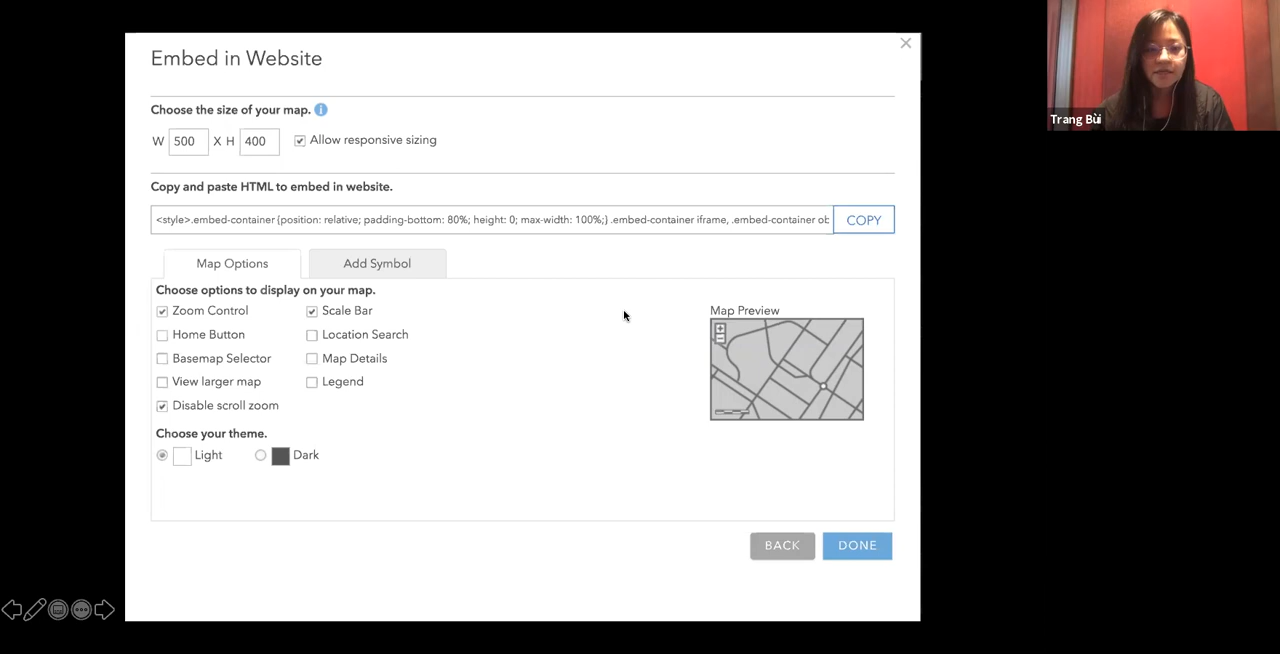 Embed in Website
Choose the size of your map.
W 500 X H 400 Allow responsive sizing
Copy and paste HTML to embed in website.
<style>.embed-container {position: relative; padding-bottom: 80%; height: 0; max-width: 100%;} .embed-container iframe, .embed-container ob COPY
Map Options Add Symbol
Choose options to display on your map.
Zoom Control Scale Bar
Home Button Location Search
Basemap Selector Map Details
View larger map Legend
Disable scroll zoom
Choose your theme.
Light Dark
Map Preview
BACK DONE
Trang Bùi